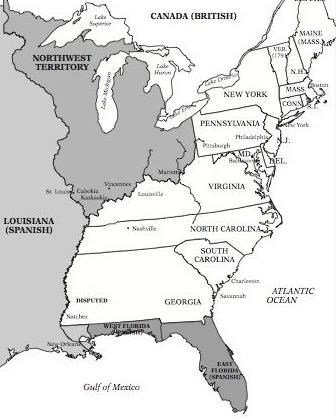 CANADA (BRITISH)
Lake
Superior
MAINE
(MASS.)
NORTHWEST
TERRITORY
Lake
Huron
VER.
(1791)
N.H.
Lake Michigan
Lake Ontario
Boston
MASS.
NEW YORK
CONN.
R.I.
Lake Erie
New York
PENNSYLVANIA
Philadelphia
N.J.
Pittsburgh
MD.
Baltimore
DEL.
Marietta
Vincennes
St. Louis
Cahokia
Kaskaskia
Louisville
VIRGINIA
LOUISIANA
(SPANISH)
Nashville
NORTH CAROLINA
SOUTH
CAROLINA
Charleston
ATLANTIC
OCEAN
DISPUTED
GEORGIA
Savannah
Natchez
WEST FLORIDA
(SPANISH)
New Orleans
EAST
FLORIDA
(SPANISH)
Gulf of Mexico